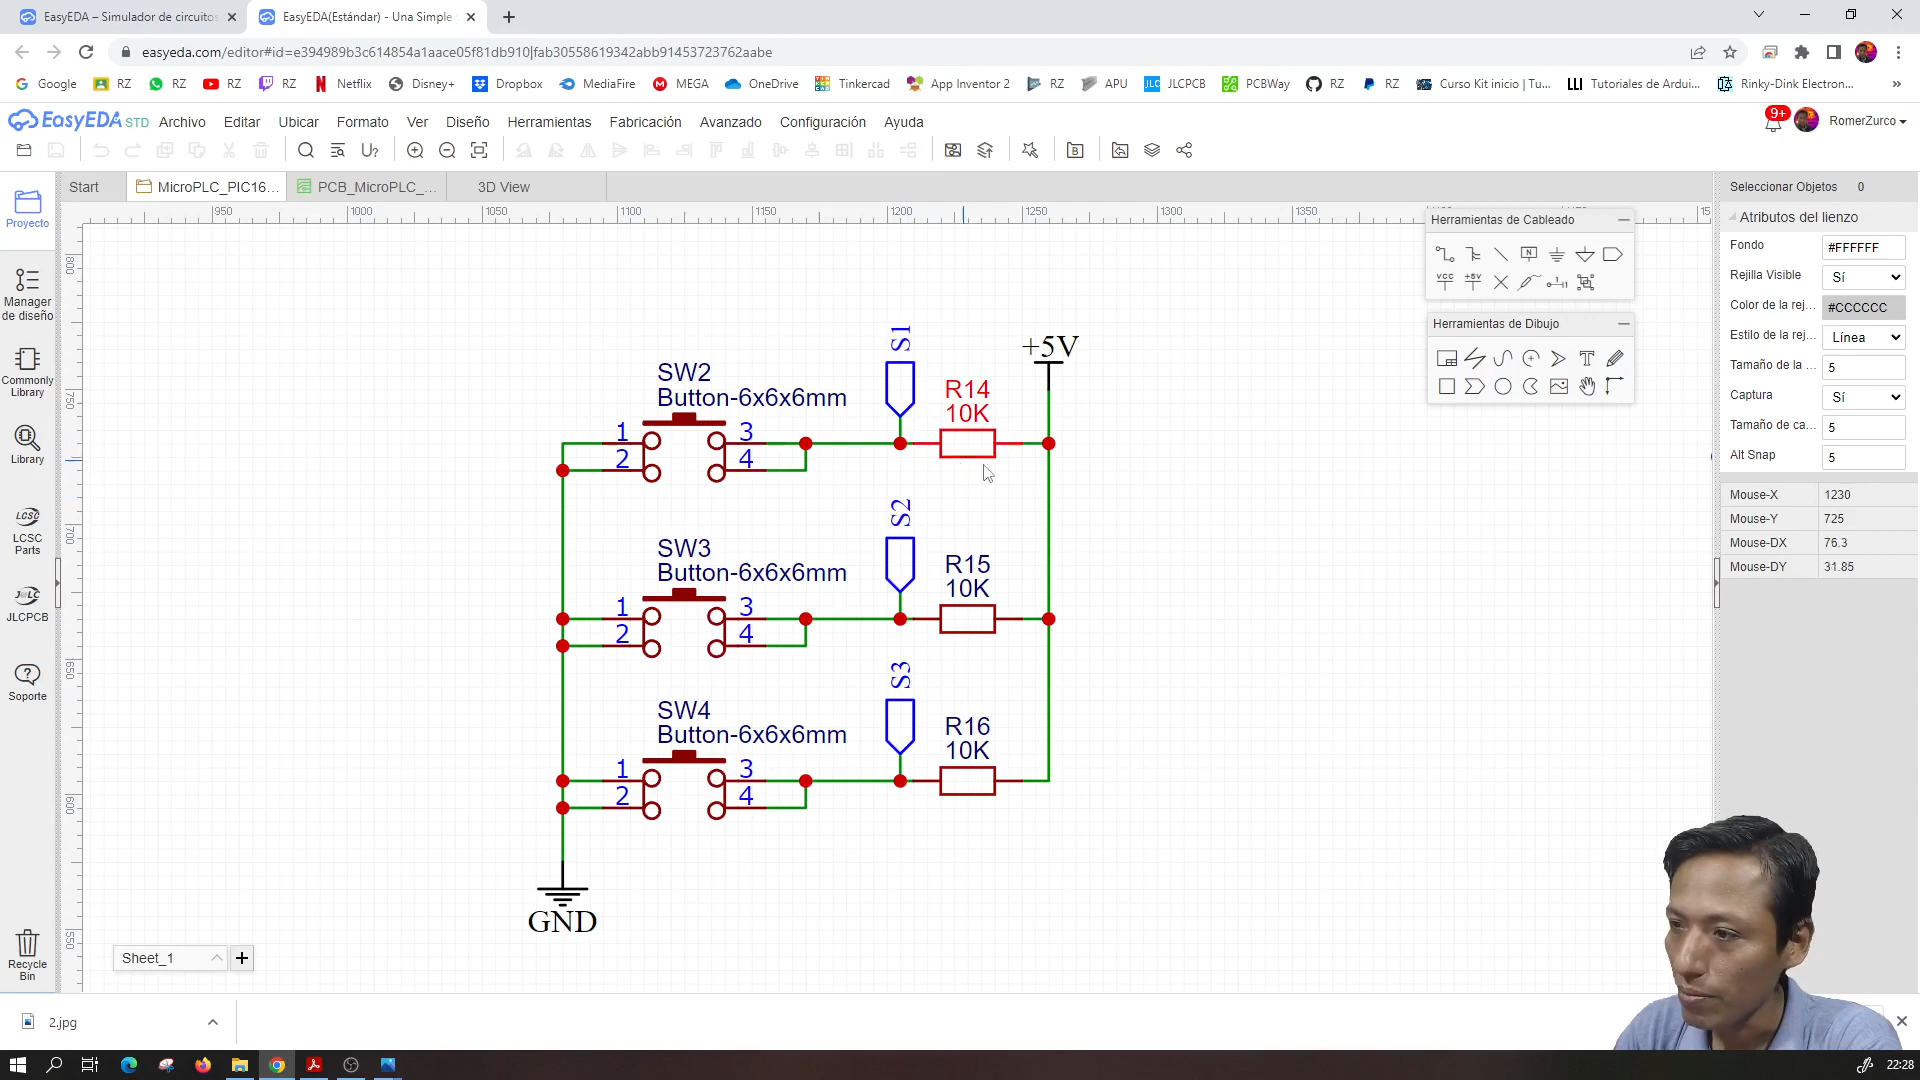 EasyEDA – Simulador de circuitos
EasyEDA(Estándar) - Una Simple
easyeda.com/editor#id=e394989b3c614854a1aace05f81db910|fab30558619342abb91453723762aabe
Google RZ RZ RZ RZ Netflix Disney+ Dropbox MediaFire MEGA OneDrive Tinkercad App Inventor 2 RZ APU JLCPCB PCBWay RZ RZ Curso Kit inicio | Tu... Tutoriales de Ardui... Rinky-Dink Electron... »
EasyEDA STD Archivo Editar Ubicar Formato Ver Diseño Herramientas Fabricación Avanzado Configuración Ayuda
9+
RomerZurco
Start MicroPLC_PIC16... PCB_MicroPLC_... 3D View
950 1000 1050 1100 1150 1200 1250 1300 1350
800
750
700
650
600
550
Proyecto
Manager
de diseño
Commonly
Library
Library
LCSC
LCSC
Parts
JLCPCB
Soporte
Recycle
Bin
Herramientas de Cableado
N
VCC +5V
Herramientas de Dibujo
T
Seleccionar Objetos 0
Atributos del lienzo
Fondo #FFFFFF
Rejilla Visible Sí
Color de la rej... #CCCCCC
Estilo de la rej... Línea
Tamaño de la ... 5
Captura Sí
Tamaño de ca... 5
Alt Snap 5
Mouse-X 1230
Mouse-Y 725
Mouse-DX 76.3
Mouse-DY 31.85
+5V
S1
SW2
Button-6x6x6mm
R14
10K
1 3
2 4
S2
SW3
Button-6x6x6mm
R15
10K
1 3
2 4
S3
SW4
Button-6x6x6mm
R16
10K
1 3
2 4
GND
Sheet_1
2.jpg
22:28